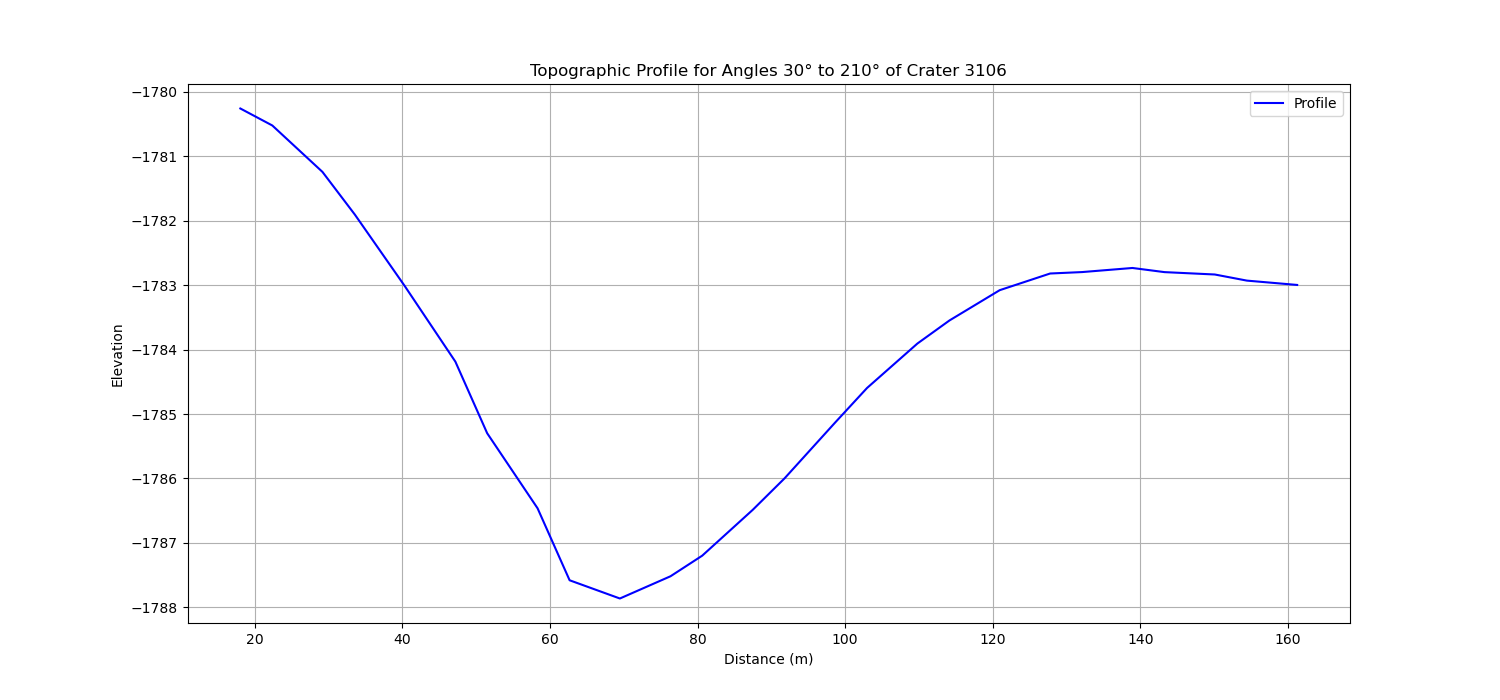 Topographic Profile for Angles 30° to 210° of Crater 3106
Profile
−1780
−1781
−1782
−1783
−1784
−1785
−1786
−1787
−1788
Elevation
20 40 60 80 100 120 140 160
Distance (m)